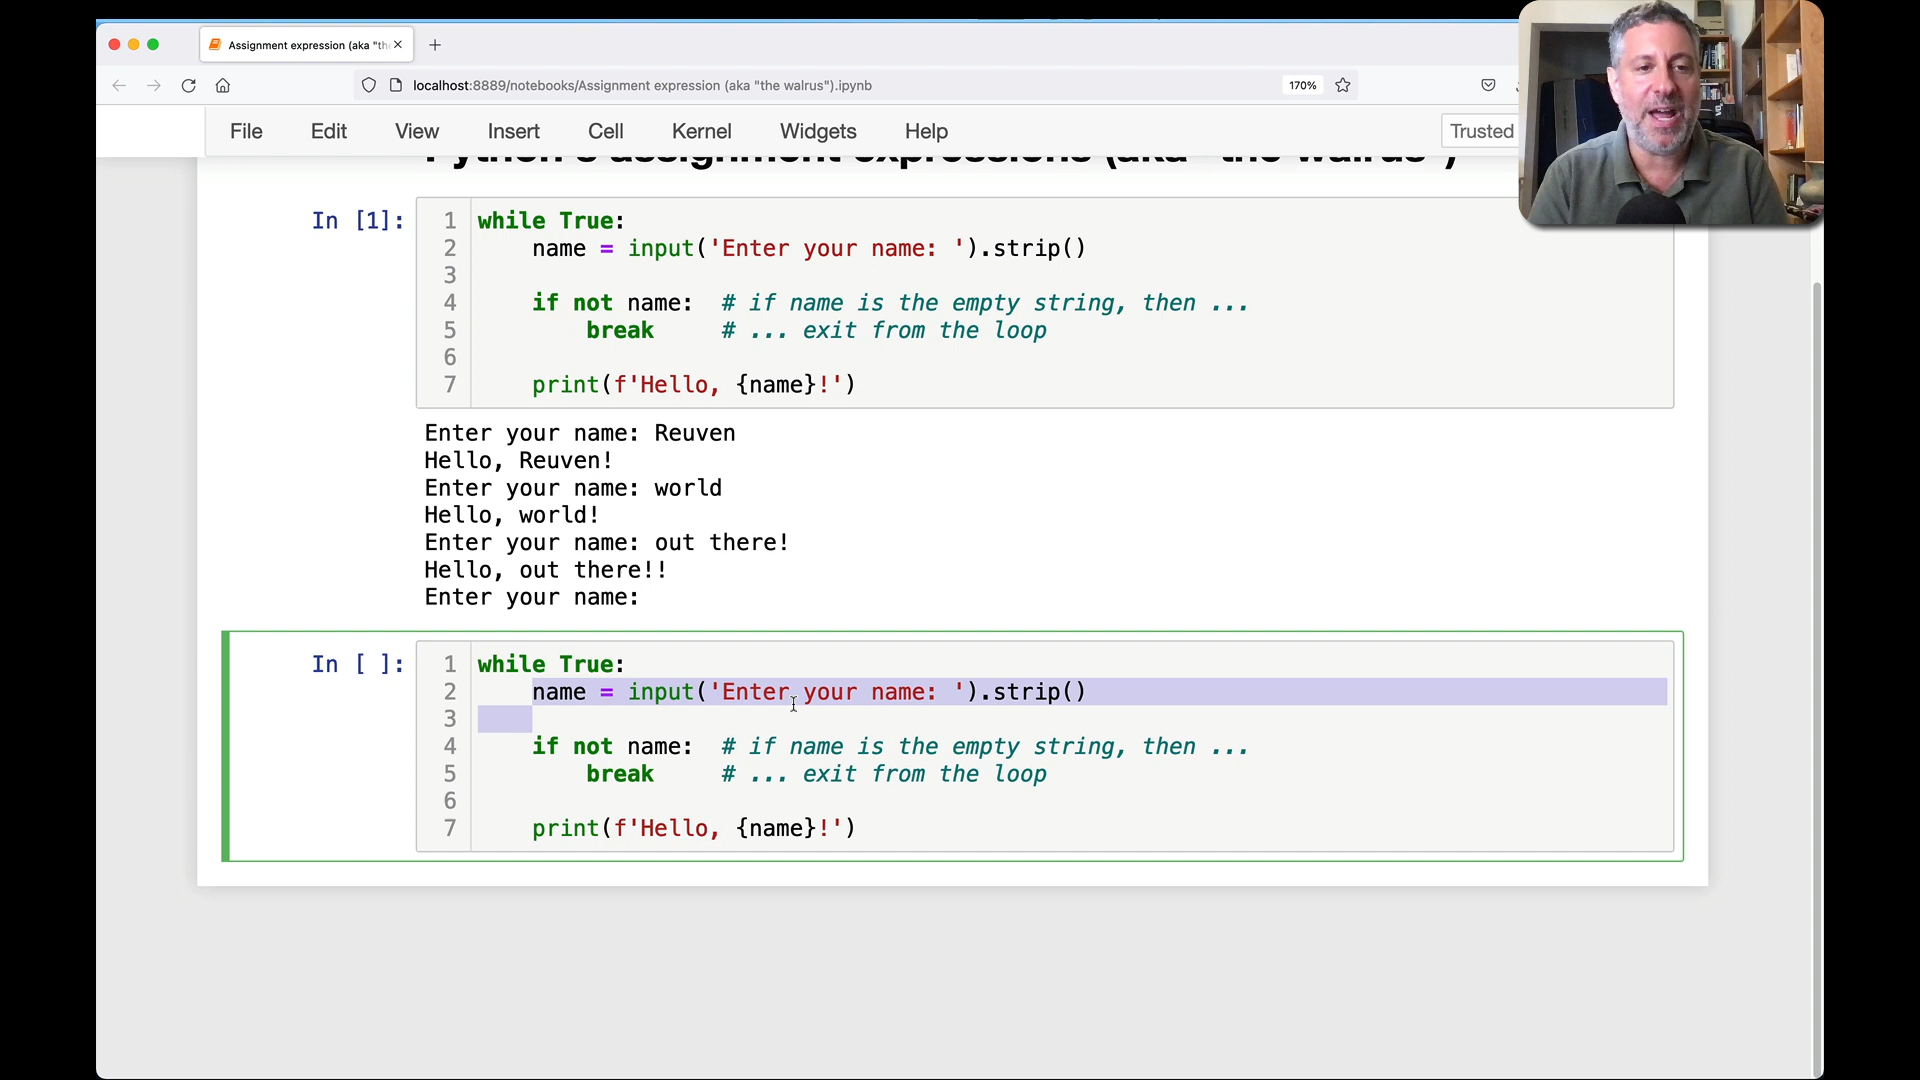 Assignment expression (aka "th
localhost:8889/notebooks/Assignment expression (aka "the walrus").ipynb
170%
File Edit View Insert Cell Kernel Widgets Help
Trusted
Python's assignment expressions (aka "the walrus")
In [1]:
1 while True:
2     name = input('Enter your name: ').strip()
3
4     if not name:  # if name is the empty string, then ...
5         break     # ... exit from the loop
6
7     print(f'Hello, {name}!')
Enter your name: Reuven
Hello, Reuven!
Enter your name: world
Hello, world!
Enter your name: out there!
Hello, out there!!
Enter your name:
In [ ]:
1 while True:
2     name = input('Enter your name: ').strip()
3
4     if not name:  # if name is the empty string, then ...
5         break     # ... exit from the loop
6
7     print(f'Hello, {name}!')